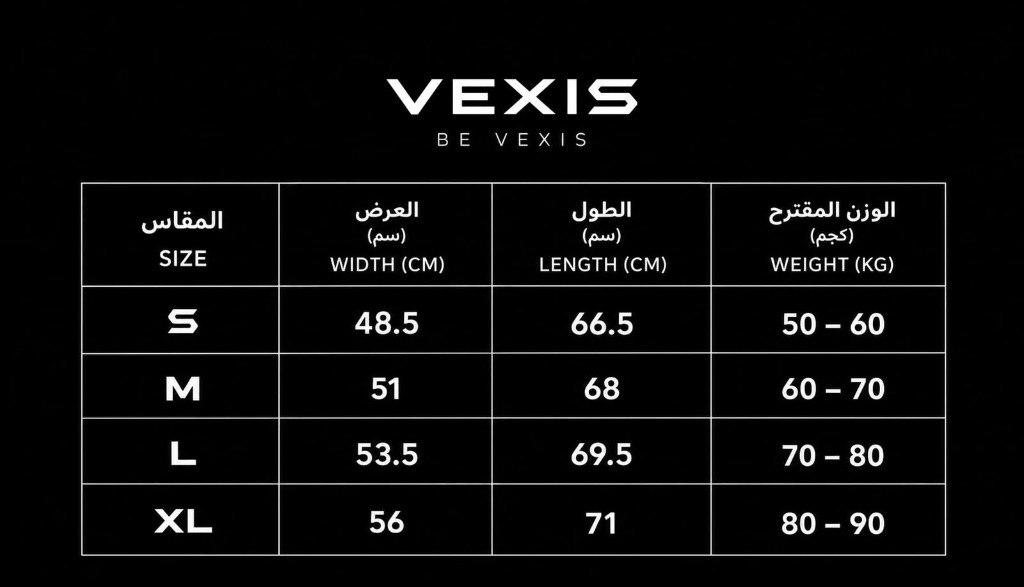 VEXIS
BE VEXIS
المقاس
SIZE
العرض
(سم)
WIDTH (CM)
الطول
(سم)
LENGTH (CM)
الوزن المقترح
(كجم)
WEIGHT (KG)
S 48.5 66.5 50 – 60
M 51 68 60 – 70
L 53.5 69.5 70 – 80
XL 56 71 80 – 90